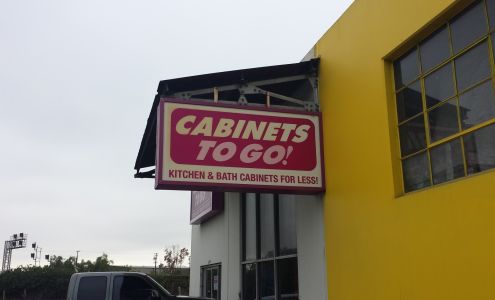 CABINETS
TO GO!
KITCHEN & BATH CABINETS FOR LESS!